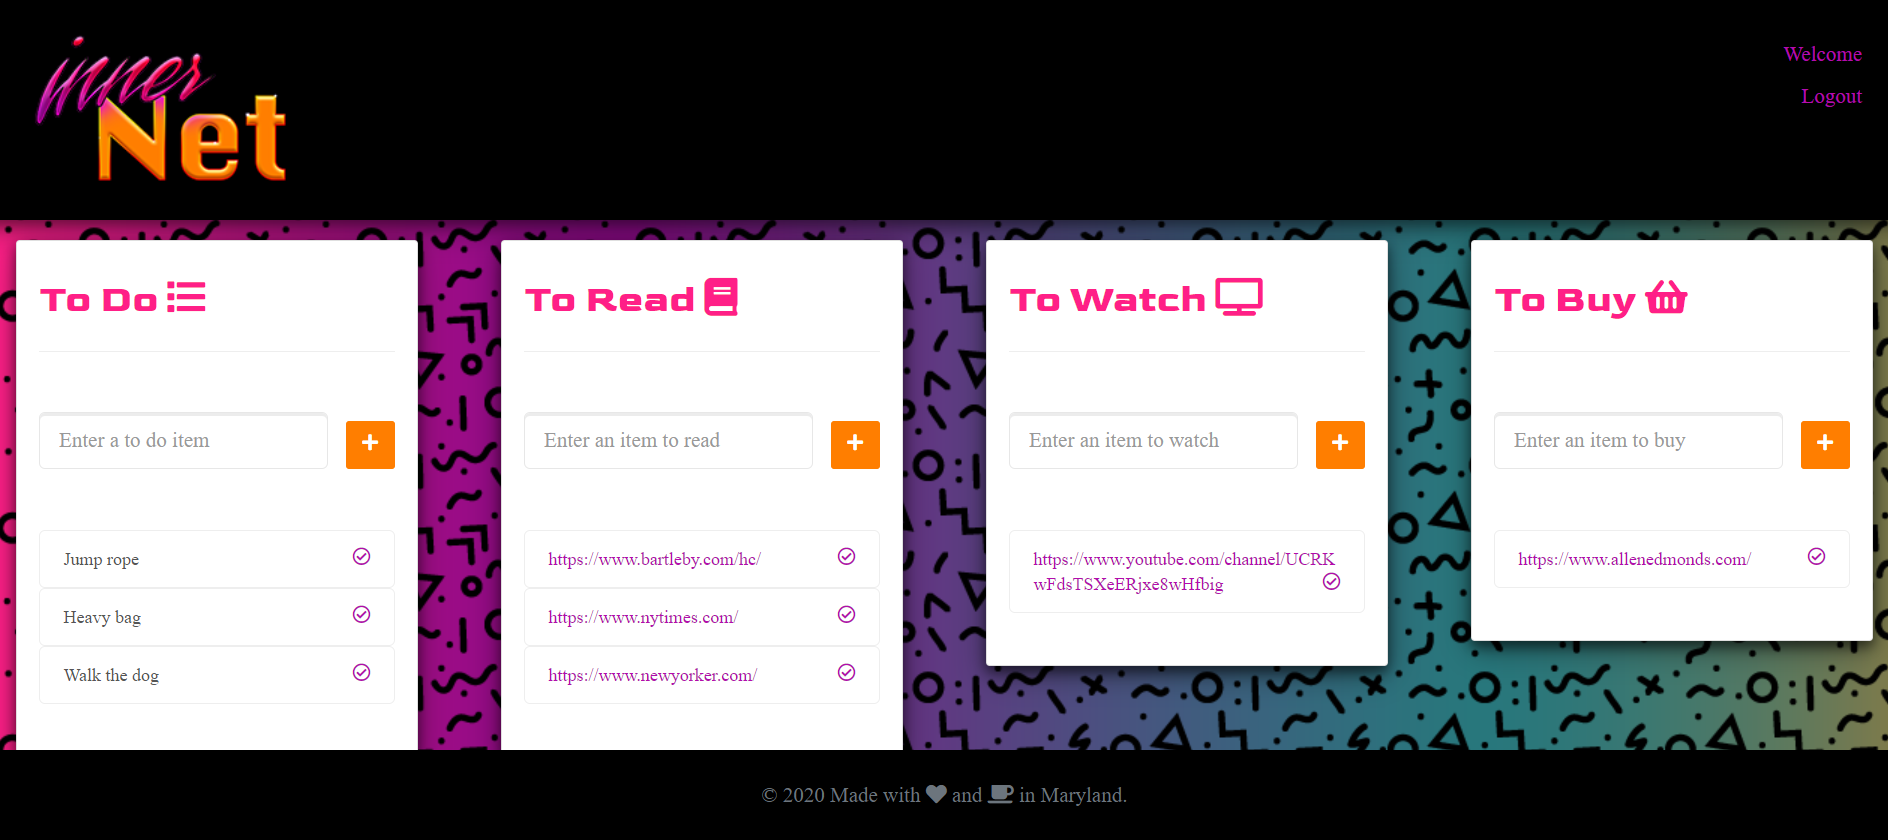 inner
Net
Welcome
Logout
To Do
Enter a to do item
Jump rope
Heavy bag
Walk the dog
To Read
Enter an item to read
https://www.bartleby.com/hc/
https://www.nytimes.com/
https://www.newyorker.com/
To Watch
Enter an item to watch
https://www.youtube.com/channel/UCRK
wFdsTSXeERjxe8wHfbig
To Buy
Enter an item to buy
https://www.allenedmonds.com/
© 2020 Made with and in Maryland.